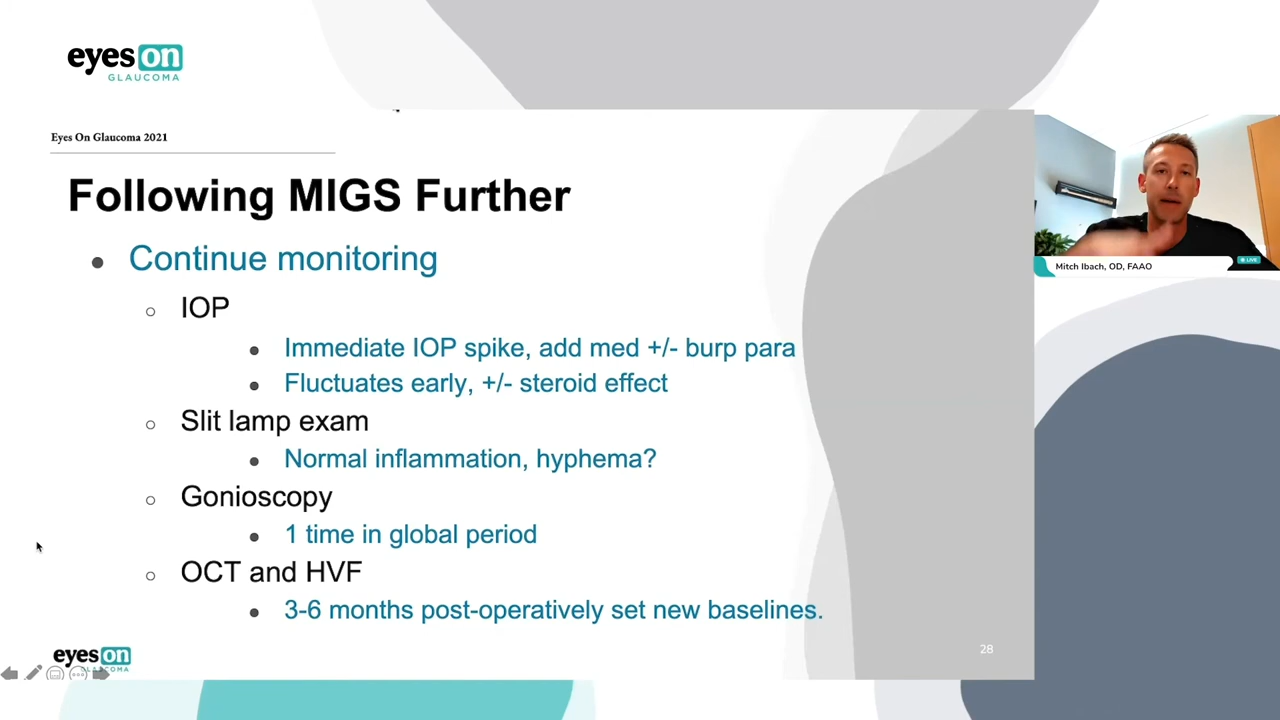 eyes on
GLAUCOMA
Eyes On Glaucoma 2021
Following MIGS Further
Continue monitoring
IOP
Immediate IOP spike, add med +/- burp para
Fluctuates early, +/- steroid effect
Slit lamp exam
Normal inflammation, hyphema?
Gonioscopy
1 time in global period
OCT and HVF
3-6 months post-operatively set new baselines.
Mitch Ibach, OD, FAAO
LIVE
28
eyes on
GLAUCOMA